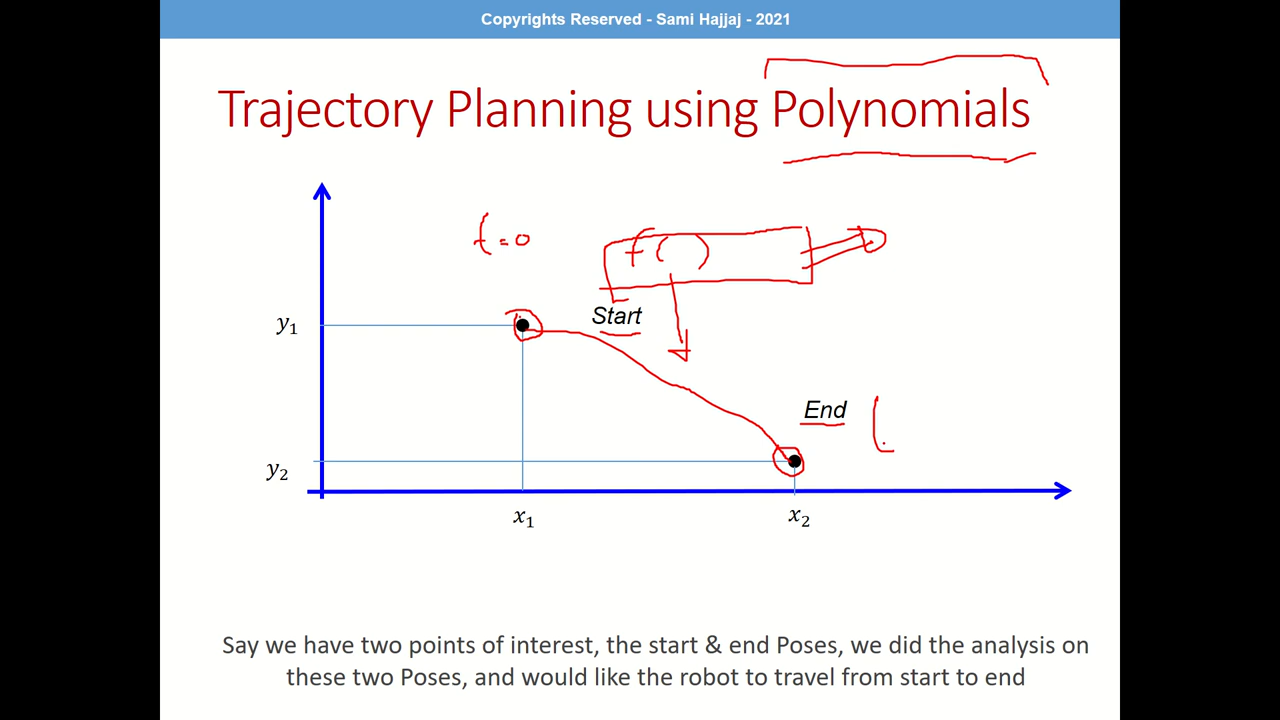 Copyrights Reserved - Sami Hajjaj - 2021
Trajectory Planning using Polynomials
t=0
f( )
Start
y₁
End
y₂
x₁
x₂
Say we have two points of interest, the start & end Poses, we did the analysis on
these two Poses, and would like the robot to travel from start to end